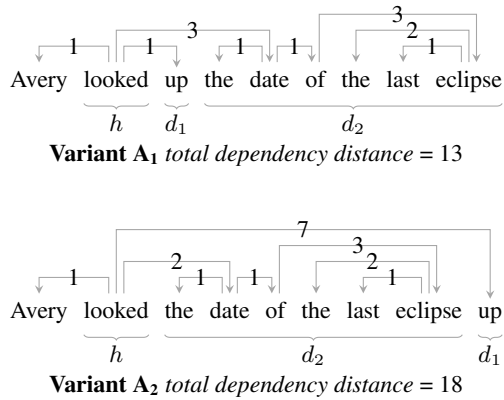 3
1 3 2
1 1 1 1
Avery looked up the date of the last eclipse
h d₁ d₂
Variant A₁ total dependency distance = 13
7
3
2 2
1 1 1 1
Avery looked the date of the last eclipse up
h d₂ d₁
Variant A₂ total dependency distance = 18